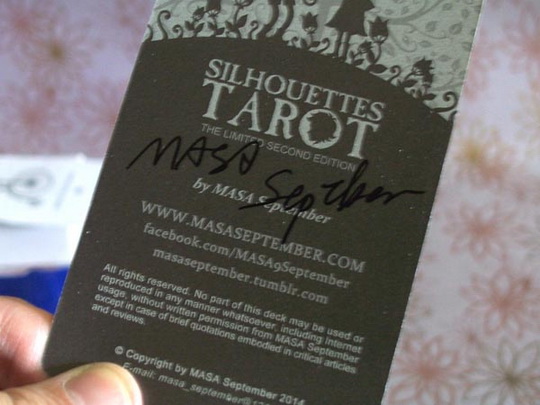 SILHOUETTES
TAROT
THE LIMITED SECOND EDITION
MASA September
by MASA September
WWW.MASASEPTEMBER.COM
facebook.com/MASA9September
masaseptember.tumblr.com
All rights reserved. No part of this deck may be used or
reproduced in any manner whatsoever, including Internet
usage, without written permission from MASA September
except in case of brief quotations embodied in critical articles
and reviews.
© Copyright by MASA September 2014
E-mail: masa_september@